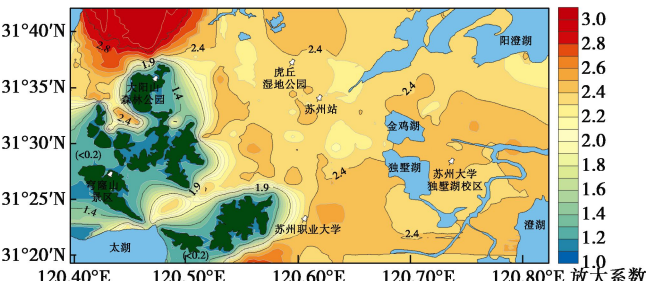 31°40′N
31°35′N
31°30′N
31°25′N
31°20′N
120.40°E
120.50°E
120.60°E
120.70°E
120.80°E
放大系数
3.0
2.8
2.6
2.4
2.2
2.0
1.8
1.6
1.4
1.2
1.0
2.8
2.4
2.4
阳澄湖
1.9
虎丘
湿地公园
大阳山
森林公园
1.4
2.4
苏州站
2.4
金鸡湖
(<0.2)
独墅湖
苏州大学
独墅湖校区
2.4
穹窿山
景区
1.9
1.9
1.4
苏州职业大学
澄湖
2.4
太湖
(<0.2)